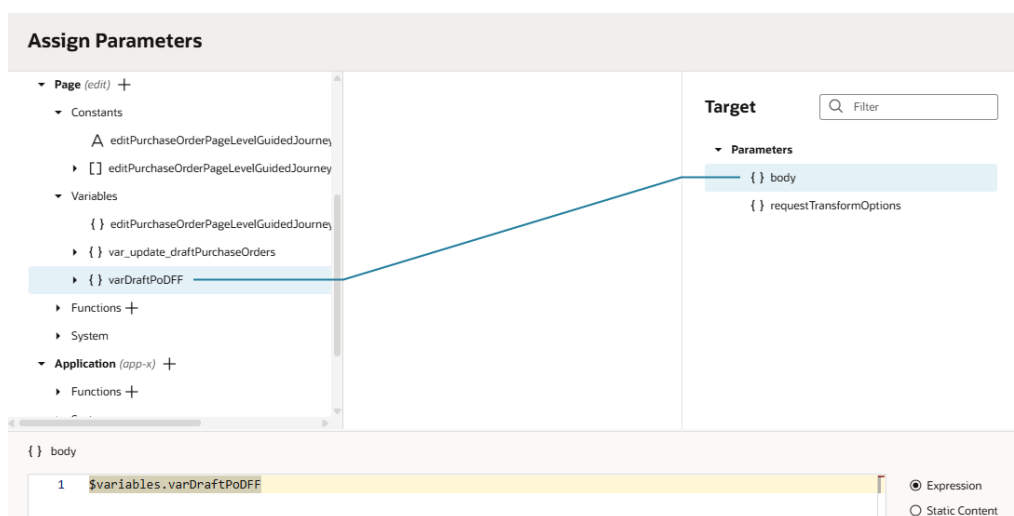 Assign Parameters
Page (edit)
Constants
editPurchaseOrderPageLevelGuidedJourney
editPurchaseOrderPageLevelGuidedJourney
Variables
editPurchaseOrderPageLevelGuidedJourney
{ } var_update_draftPurchaseOrders
{ } varDraftPoDFF
Functions
System
Application (app-x)
Functions
Target
Filter
Parameters
{ } body
{ } requestTransformOptions
{ } body
1 $variables.varDraftPoDFF
Expression
Static Content